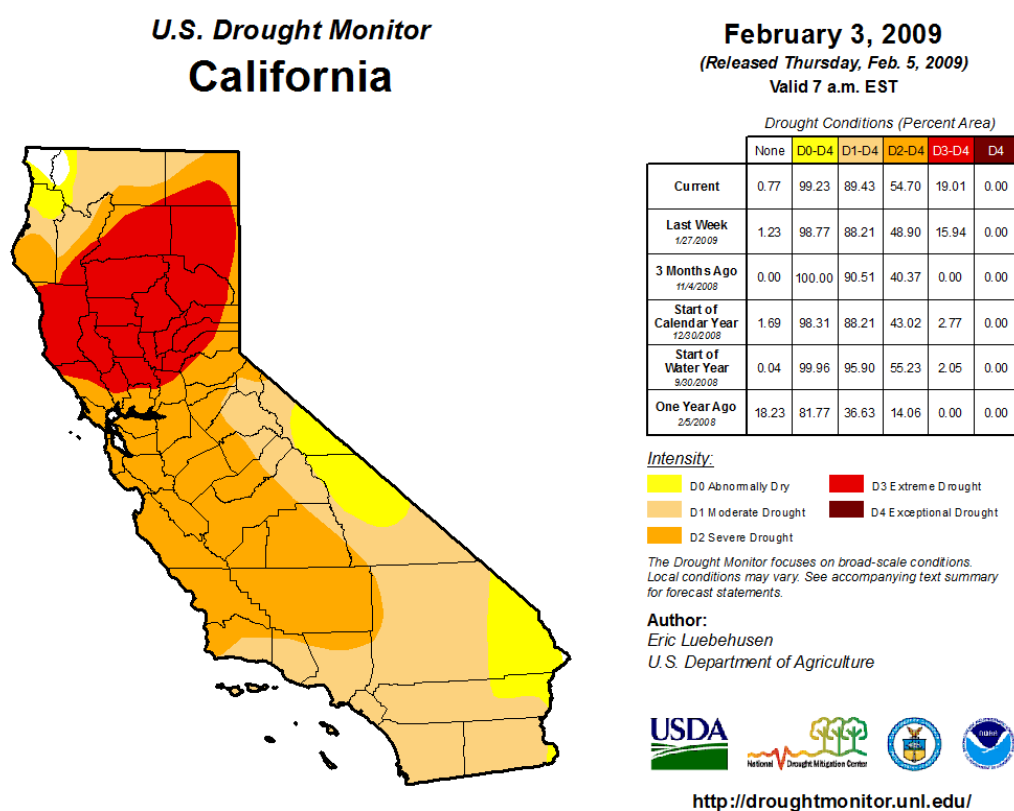 U.S. Drought Monitor
California
February 3, 2009
(Released Thursday, Feb. 5, 2009)
Valid 7 a.m. EST
Drought Conditions (Percent Area)
None D0-D4 D1-D4 D2-D4 D3-D4 D4
Current 0.77 99.23 89.43 54.70 19.01 0.00
Last Week
1/27/2009
1.23 98.77 88.21 48.90 15.94 0.00
3 Months Ago
11/4/2008
0.00 100.00 90.51 40.37 0.00 0.00
Start of
Calendar Year
12/30/2008
1.69 98.31 88.21 43.02 2.77 0.00
Start of
Water Year
9/30/2008
0.04 99.96 95.90 55.23 2.05 0.00
One Year Ago
2/5/2008
18.23 81.77 36.63 14.06 0.00 0.00
Intensity:
D0 Abnormally Dry
D1 Moderate Drought
D2 Severe Drought
D3 Extreme Drought
D4 Exceptional Drought
The Drought Monitor focuses on broad-scale conditions.
Local conditions may vary. See accompanying text summary
for forecast statements.
Author:
Eric Luebehusen
U.S. Department of Agriculture
USDA
National Drought Mitigation Center
http://droughtmonitor.unl.edu/